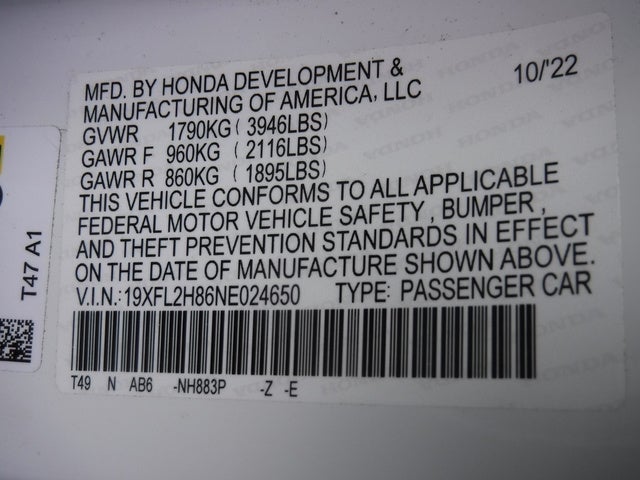 MFD. BY HONDA DEVELOPMENT & 10/'22
MANUFACTURING OF AMERICA, LLC
GVWR 1790KG ( 3946LBS)
GAWR F 960KG ( 2116LBS)
GAWR R 860KG ( 1895LBS)
THIS VEHICLE CONFORMS TO ALL APPLICABLE
FEDERAL MOTOR VEHICLE SAFETY , BUMPER ,
AND THEFT PREVENTION STANDARDS IN EFFECT
ON THE DATE OF MANUFACTURE SHOWN ABOVE.
V.I.N.:19XFL2H86NE024650 TYPE: PASSENGER CAR
T49 N AB6 -NH883P -Z -E
T47 A1
HONDA